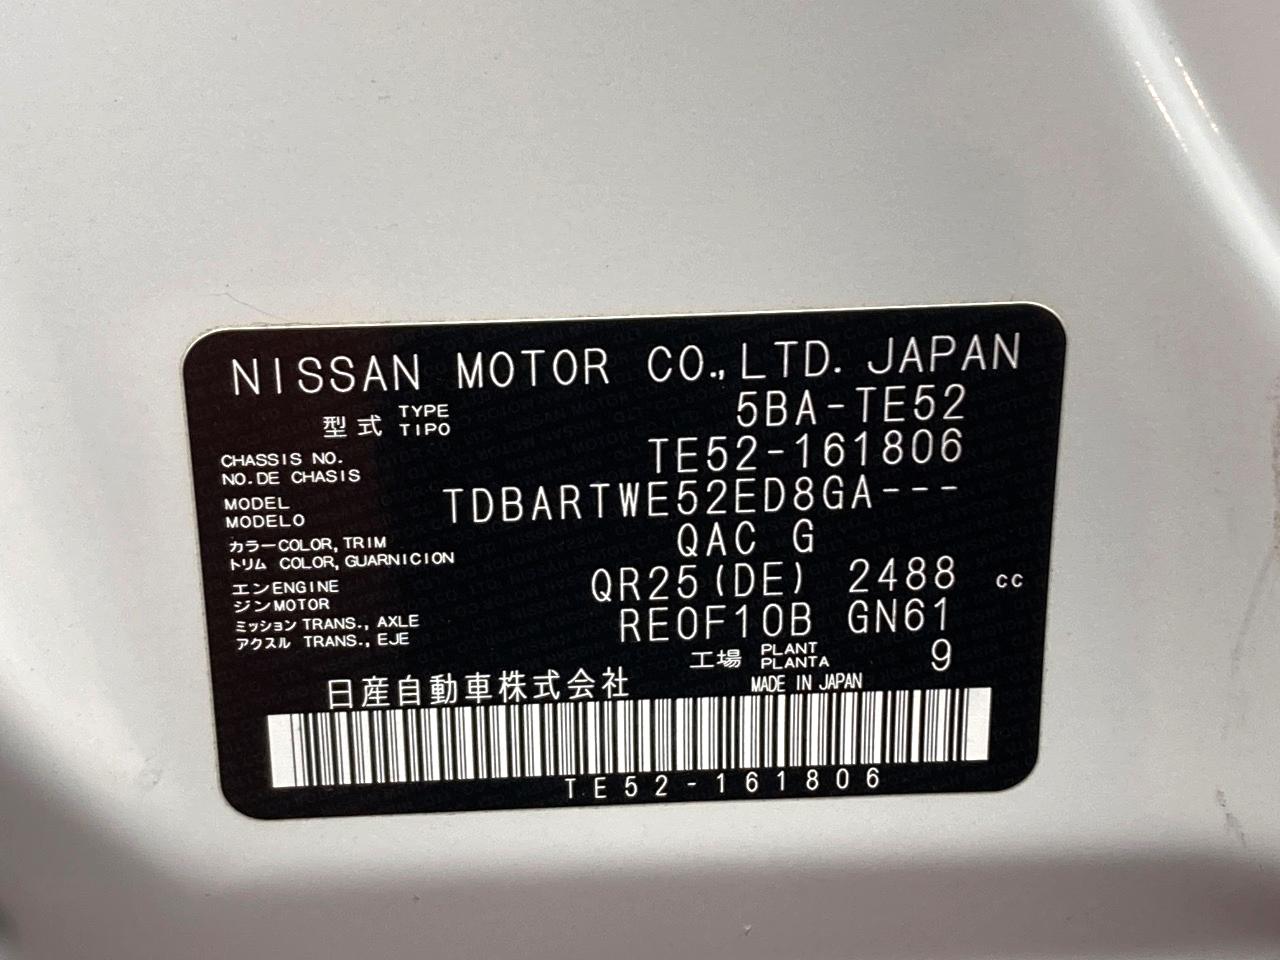 NISSAN MOTOR CO.,LTD. JAPAN
型式 TYPE TIPO 5BA-TE52
CHASSIS NO. NO.DE CHASIS TE52-161806
MODEL MODELO TDBARTWE52ED8GA---
カラー COLOR, TRIM QAC G
トリム COLOR, GUARNICION
エン ENGINE QR25(DE) 2488 cc
ジン MOTOR
ミッション TRANS., AXLE RE0F10B GN61
アクスル TRANS., EJE
工場 PLANT PLANTA 9
日産自動車株式会社 MADE IN JAPAN
TE52-161806